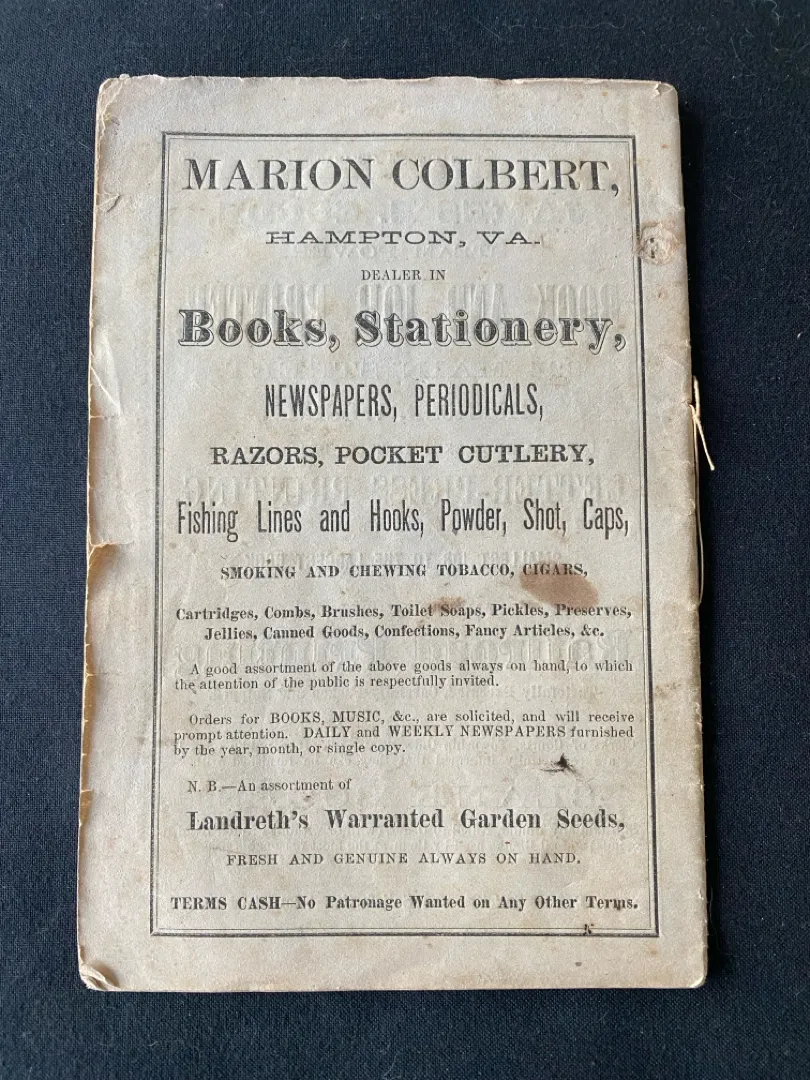 MARION COLBERT,
HAMPTON, VA.
DEALER IN
Books, Stationery,
NEWSPAPERS, PERIODICALS,
RAZORS, POCKET CUTLERY,
Fishing Lines and Hooks, Powder, Shot, Caps,
SMOKING AND CHEWING TOBACCO, CIGARS,
Cartridges, Combs, Brushes, Toilet Soaps, Pickles, Preserves,
Jellies, Canned Goods, Confections, Fancy Articles, &c.
A good assortment of the above goods always on hand, to which
the attention of the public is respectfully invited.
Orders for BOOKS, MUSIC, &c., are solicited, and will receive
prompt attention. DAILY and WEEKLY NEWSPAPERS furnished
by the year, month, or single copy.
N. B.—An assortment of
Landreth's Warranted Garden Seeds,
FRESH AND GENUINE ALWAYS ON HAND.
TERMS CASH—No Patronage Wanted on Any Other Terms.